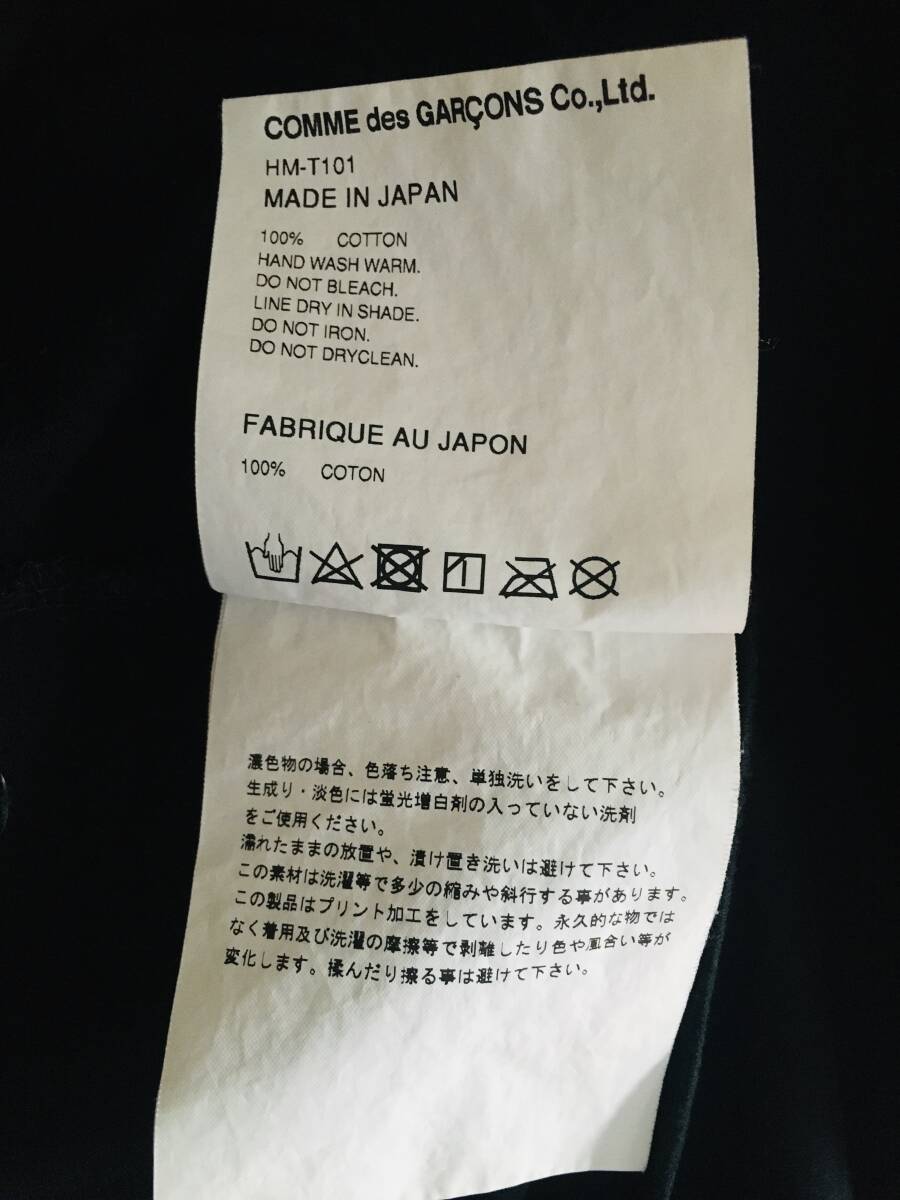 COMME des GARÇONS Co.,Ltd.
HM-T101
MADE IN JAPAN
100% COTTON
HAND WASH WARM.
DO NOT BLEACH.
LINE DRY IN SHADE.
DO NOT IRON.
DO NOT DRYCLEAN.
FABRIQUE AU JAPON
100% COTON
濃色物の場合、色落ち注意、単独洗いをして下さい。
生成り・淡色には蛍光増白剤の入っていない洗剤
をご使用ください。
濡れたままの放置や、漬け置き洗いは避けて下さい。
この素材は洗濯等で多少の縮みや斜行する事があります。
この製品はプリント加工をしています。永久的な物では
なく着用及び洗濯の摩擦等で剥離したり色や風合い等が
変化します。揉んだり擦る事は避けて下さい。